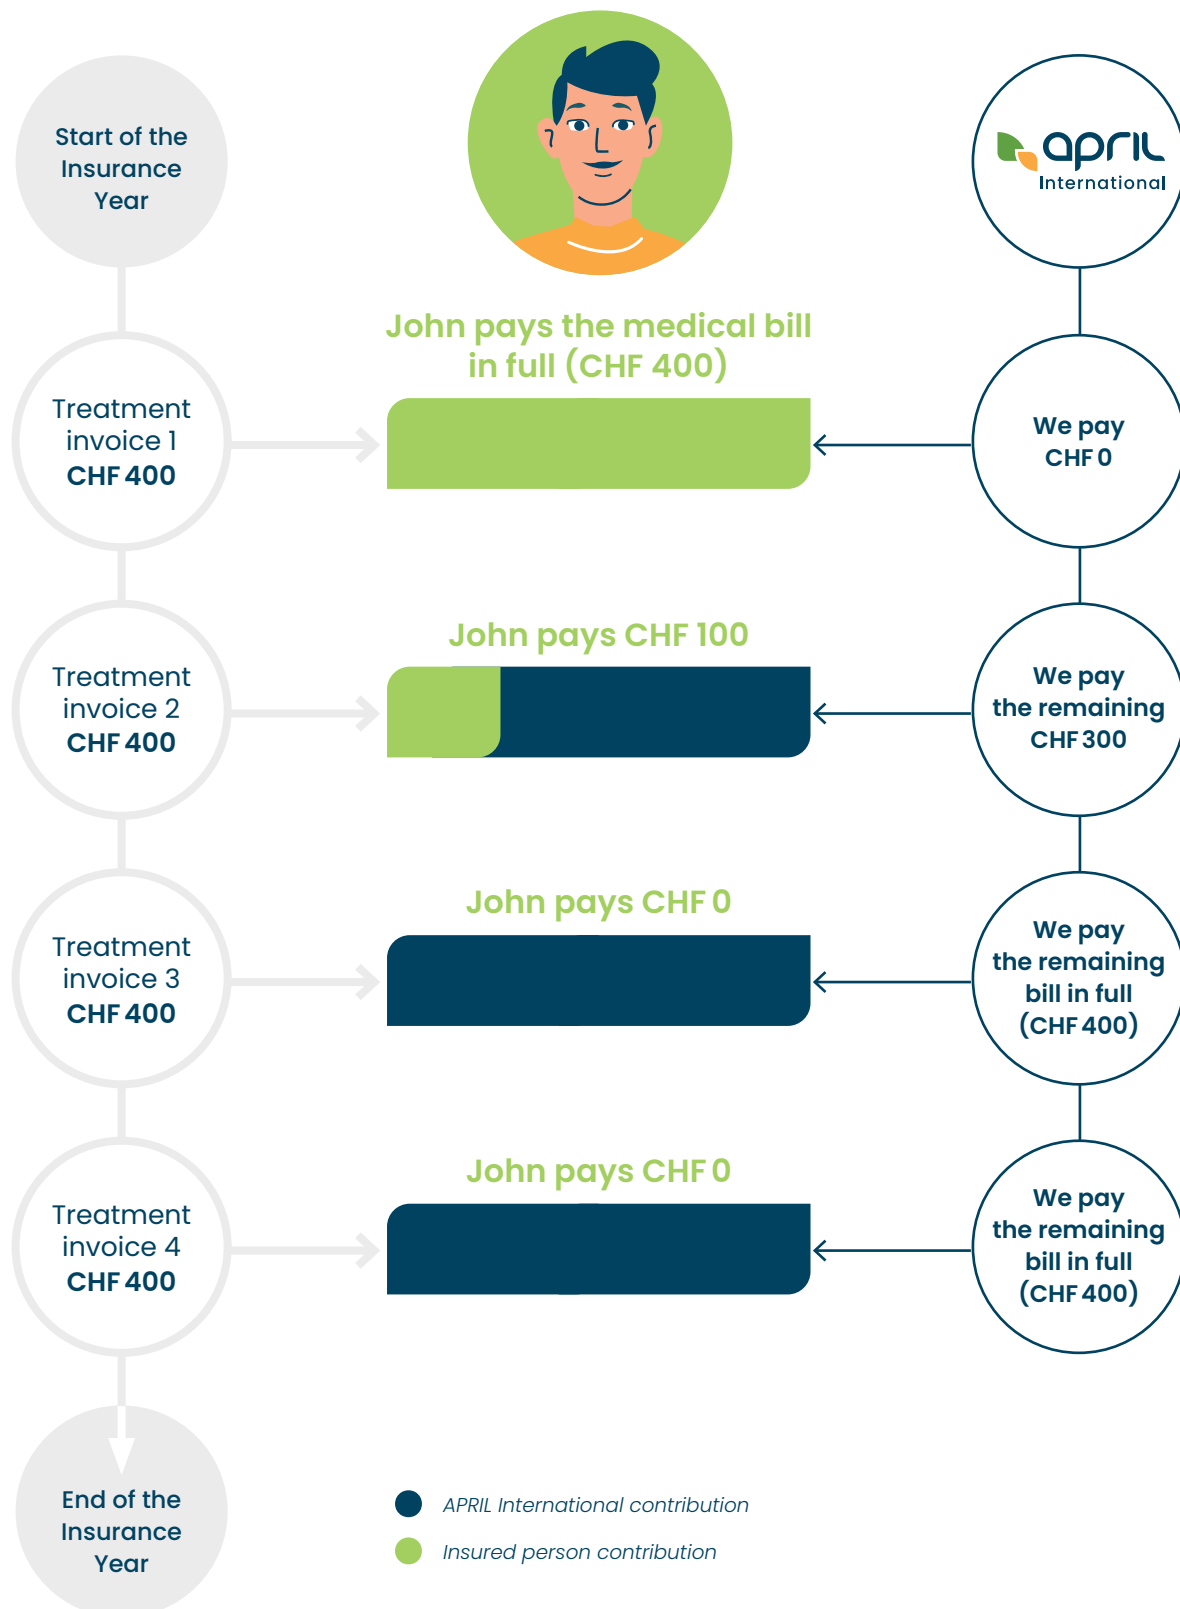 Start of the
Insurance
Year
april
International
John pays the medical bill
in full (CHF 400)
Treatment
invoice 1
CHF 400
We pay
CHF 0
John pays CHF 100
Treatment
invoice 2
CHF 400
We pay
the remaining
CHF 300
John pays CHF 0
Treatment
invoice 3
CHF 400
We pay
the remaining
bill in full
(CHF 400)
John pays CHF 0
Treatment
invoice 4
CHF 400
We pay
the remaining
bill in full
(CHF 400)
End of the
Insurance
Year
APRIL International contribution
Insured person contribution